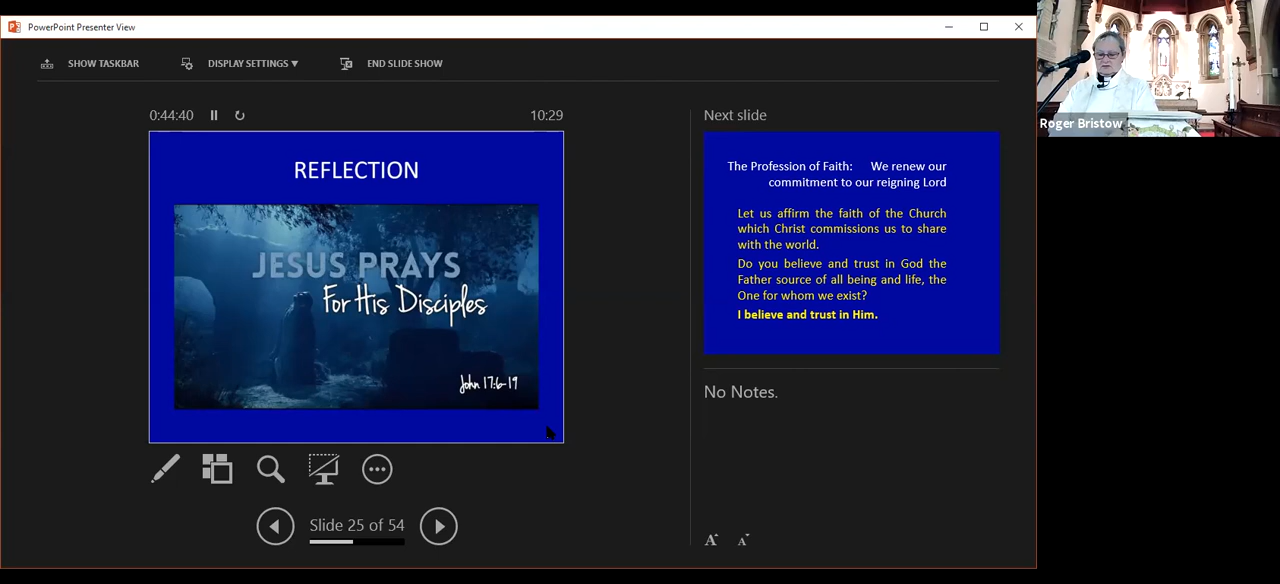 PowerPoint Presenter View
SHOW TASKBAR
DISPLAY SETTINGS ▼
END SLIDE SHOW
0:44:40
10:29
REFLECTION
JESUS PRAYS
For His Disciples
John 17:6-19
Slide 25 of 54
Next slide
The Profession of Faith: We renew our
commitment to our reigning Lord
Let us affirm the faith of the Church
which Christ commissions us to share
with the world.
Do you believe and trust in God the
Father source of all being and life, the
One for whom we exist?
I believe and trust in Him.
No Notes.
A A
Roger Bristow